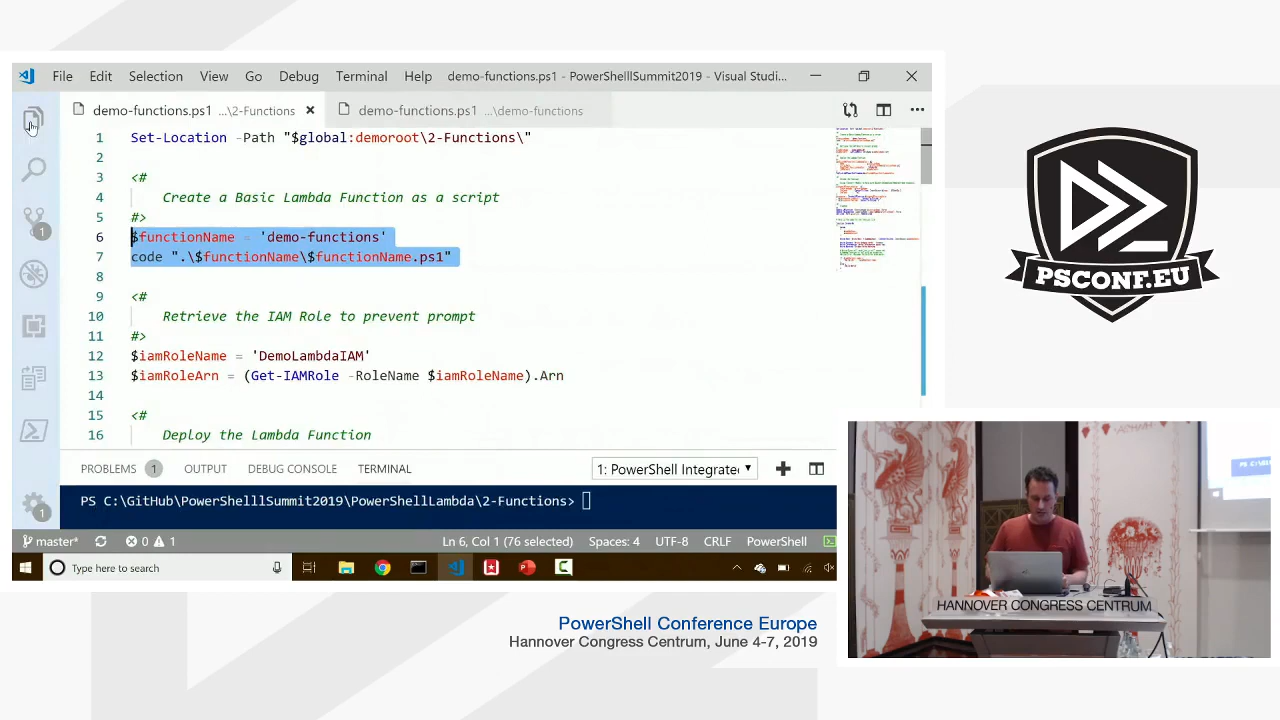 File Edit Selection View Go Debug Terminal Help demo-functions.ps1 - PowerShelllSummit2019 - Visual Studi...
demo-functions.ps1 ...\2-Functions demo-functions.ps1 ...\demo-functions
1 Set-Location -Path "$global:demoroot\2-Functions\"
2
3 <#
a Basic Lambda Function as a script
5 #>
6 $functionName = 'demo-functions'
code ".\$functionName\$functionName.ps1"
8
9 <#
10 Retrieve the IAM Role to prevent prompt
11 #>
12 $iamRoleName = 'DemoLambdaIAM'
13 $iamRoleArn = (Get-IAMRole -RoleName $iamRoleName).Arn
14
15 <#
16 Deploy the Lambda Function
PROBLEMS 1 OUTPUT DEBUG CONSOLE TERMINAL 1: PowerShell Integrate
PS C:\GitHub\PowerShelllSummit2019\PowerShellLambda\2-Functions>
master* 0 1 Ln 6, Col 1 (76 selected) Spaces: 4 UTF-8 CRLF PowerShell
Type here to search
1
1
PSCONF.EU
HANNOVER CONGRESS CENTRUM
PowerShell Conference Europe
Hannover Congress Centrum, June 4-7, 2019